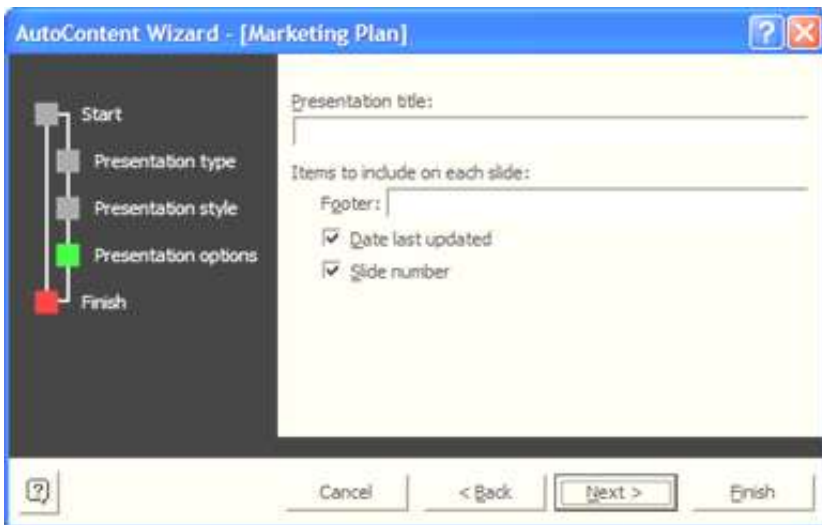 AutoContent Wizard - [Marketing Plan]
Start
Presentation type
Presentation style
Presentation options
Finish
Presentation title:
Items to include on each slide:
Footer:
Date last updated
Slide number
Cancel
< Back
Next >
Finish